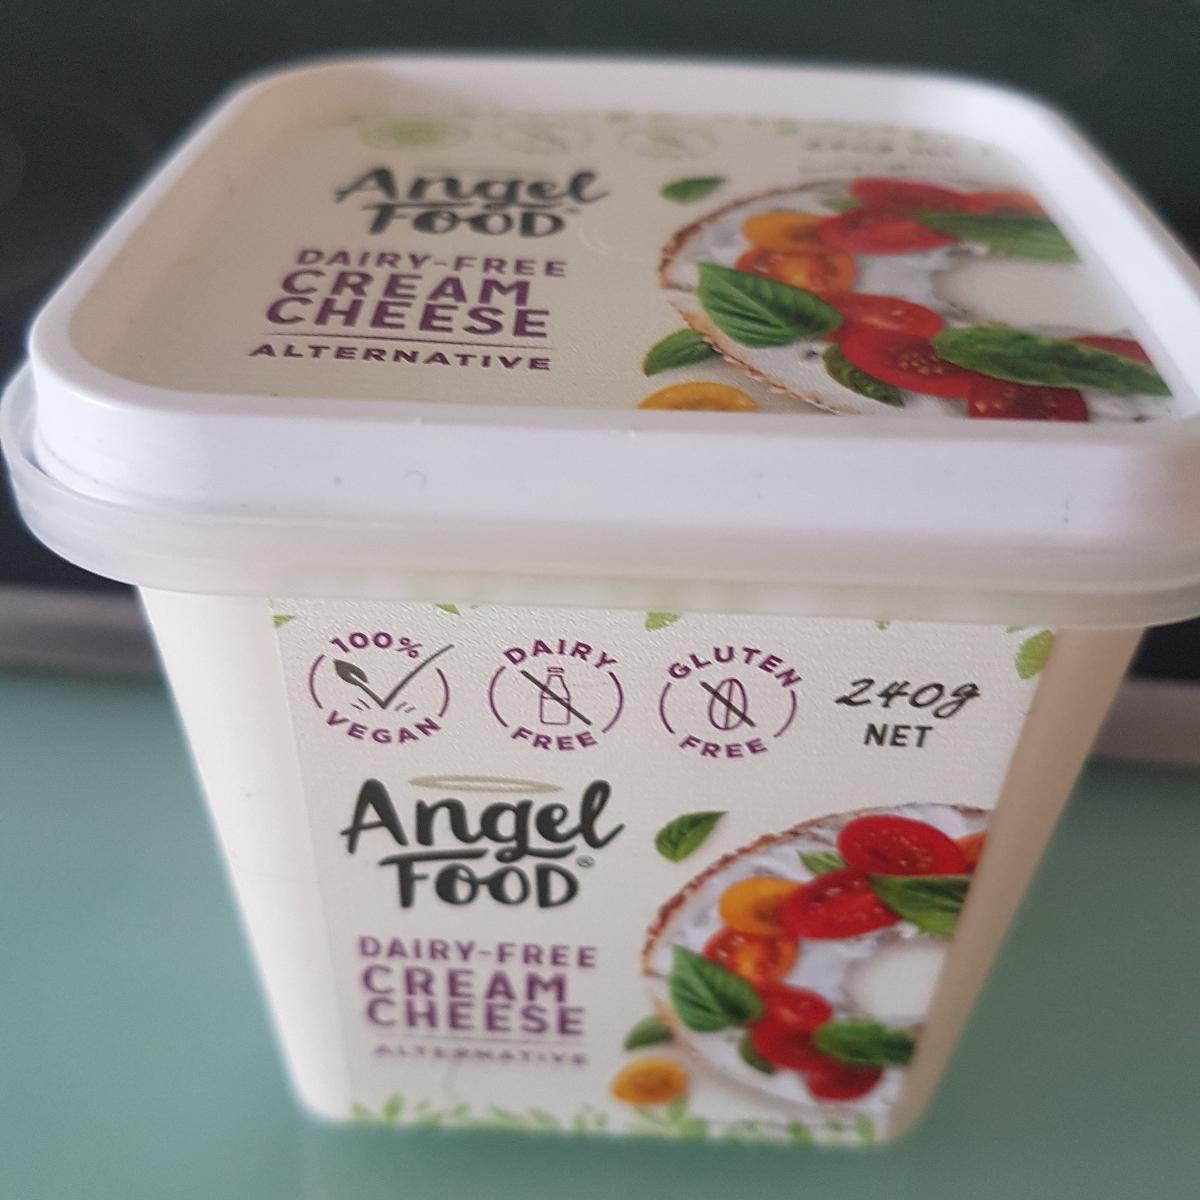 Angel
FOOD®
DAIRY-FREE
CREAM
CHEESE
ALTERNATIVE
100%
VEGAN
DAIRY
FREE
GLUTEN
FREE
240g
NET
Angel
FOOD®
DAIRY-FREE
CREAM
CHEESE
ALTERNATIVE